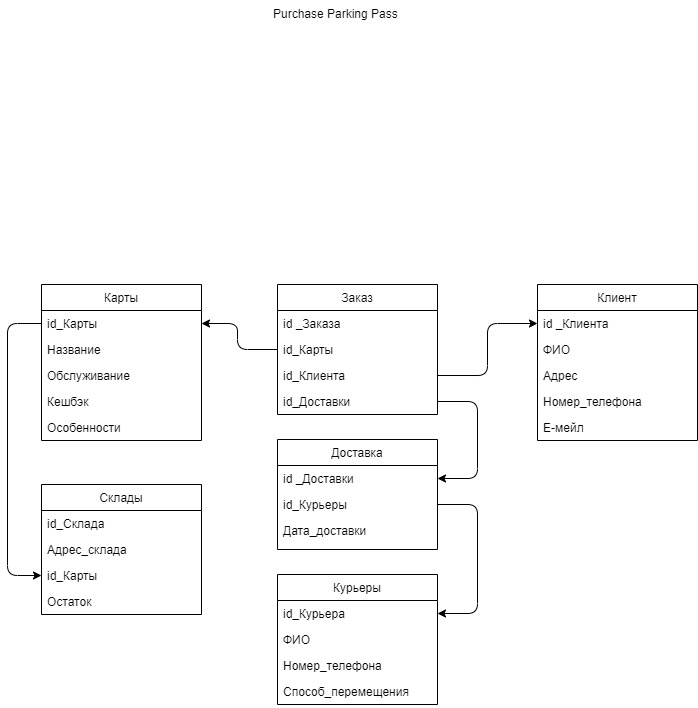 Purchase Parking Pass
Карты
id_Карты
Название
Обслуживание
Кешбэк
Особенности
Заказ
id _Заказа
id_Карты
id_Клиента
id_Доставки
Клиент
id _Клиента
ФИО
Адрес
Номер_телефона
Е-мейл
Доставка
id _Доставки
id_Курьеры
Дата_доставки
Склады
id_Склада
Адрес_склада
id_Карты
Остаток
Курьеры
id_Курьера
ФИО
Номер_телефона
Способ_перемещения